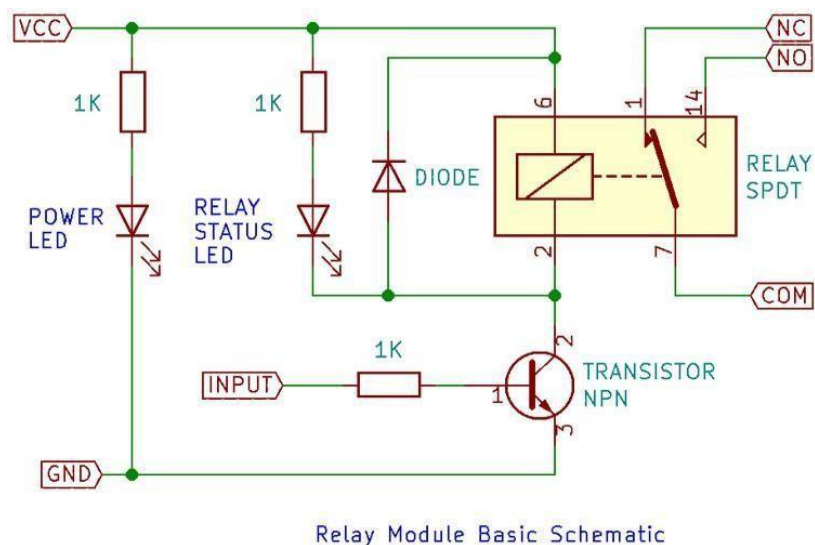 VCC
NC
NO
1K
1K
6
1
14
DIODE
RELAY
SPDT
POWER
LED
RELAY
STATUS
LED
2
7
COM
1K
2
INPUT
1
TRANSISTOR
NPN
3
GND
Relay Module Basic Schematic